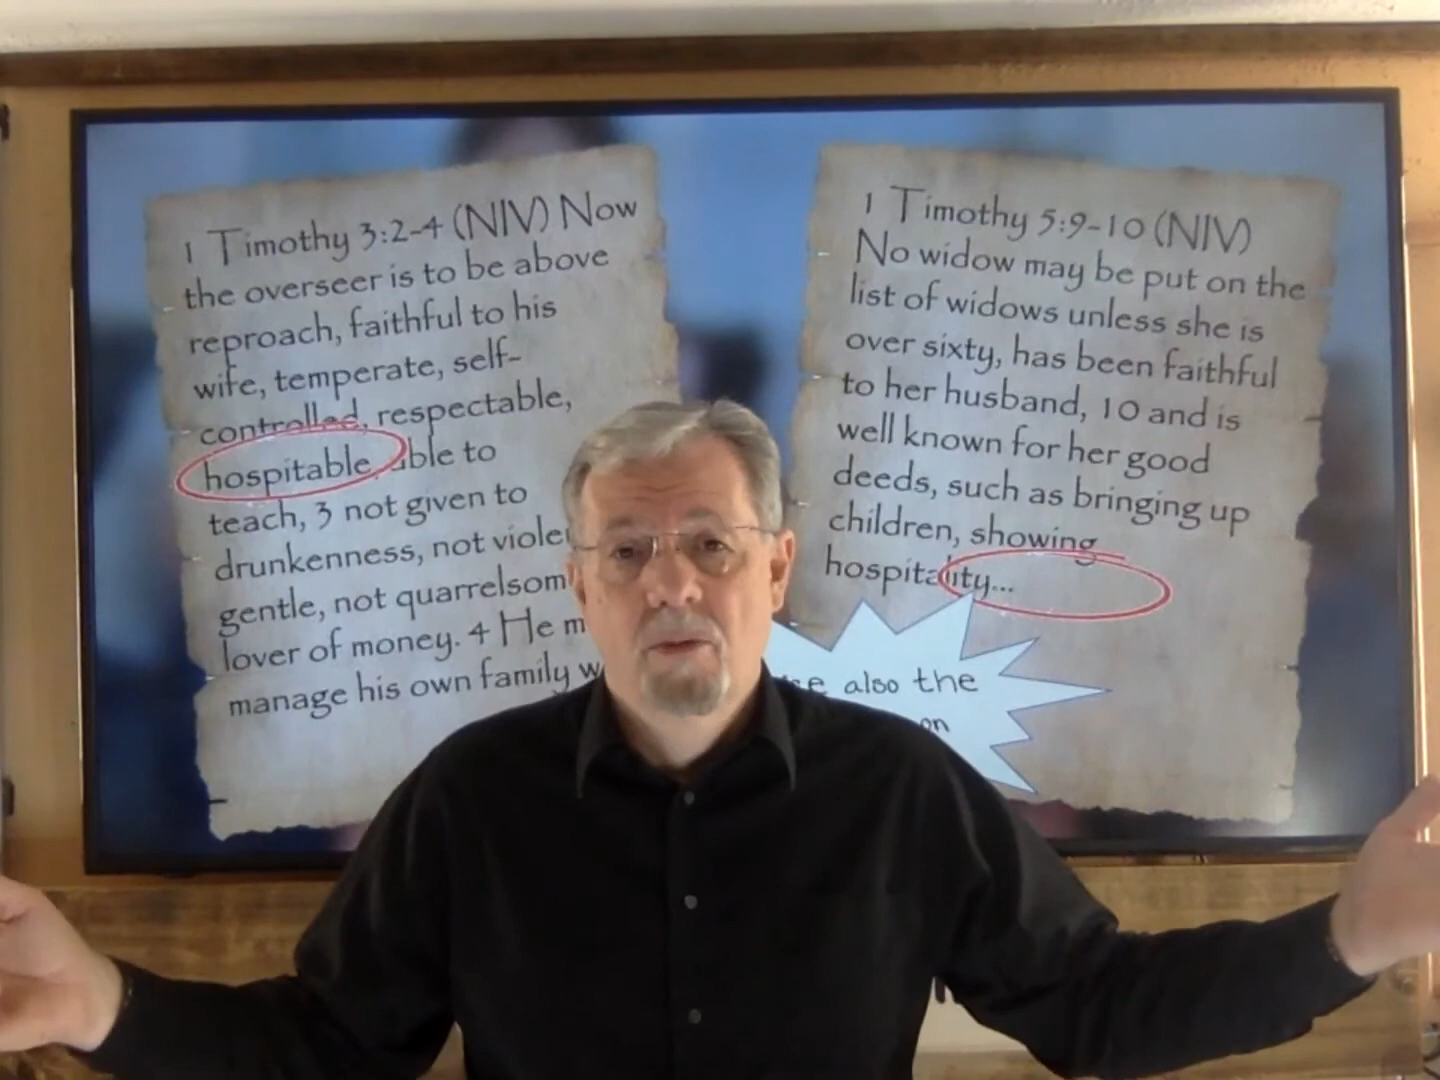 1 Timothy 3:2-4 (NIV) Now
the overseer is to be above
reproach, faithful to his
wife, temperate, self-
controlled, respectable,
hospitable, able to
teach, 3 not given to
drunkenness, not
gentle, not
lover of money. 4 He
manage his own family
1 Timothy 5:9-10 (NIV)
No widow may be put on the
list of widows unless she is
over sixty, has been faithful
to her husband, 10 and is
well known for her good
deeds, such as bringing up
children, showing
hospitality...
also the